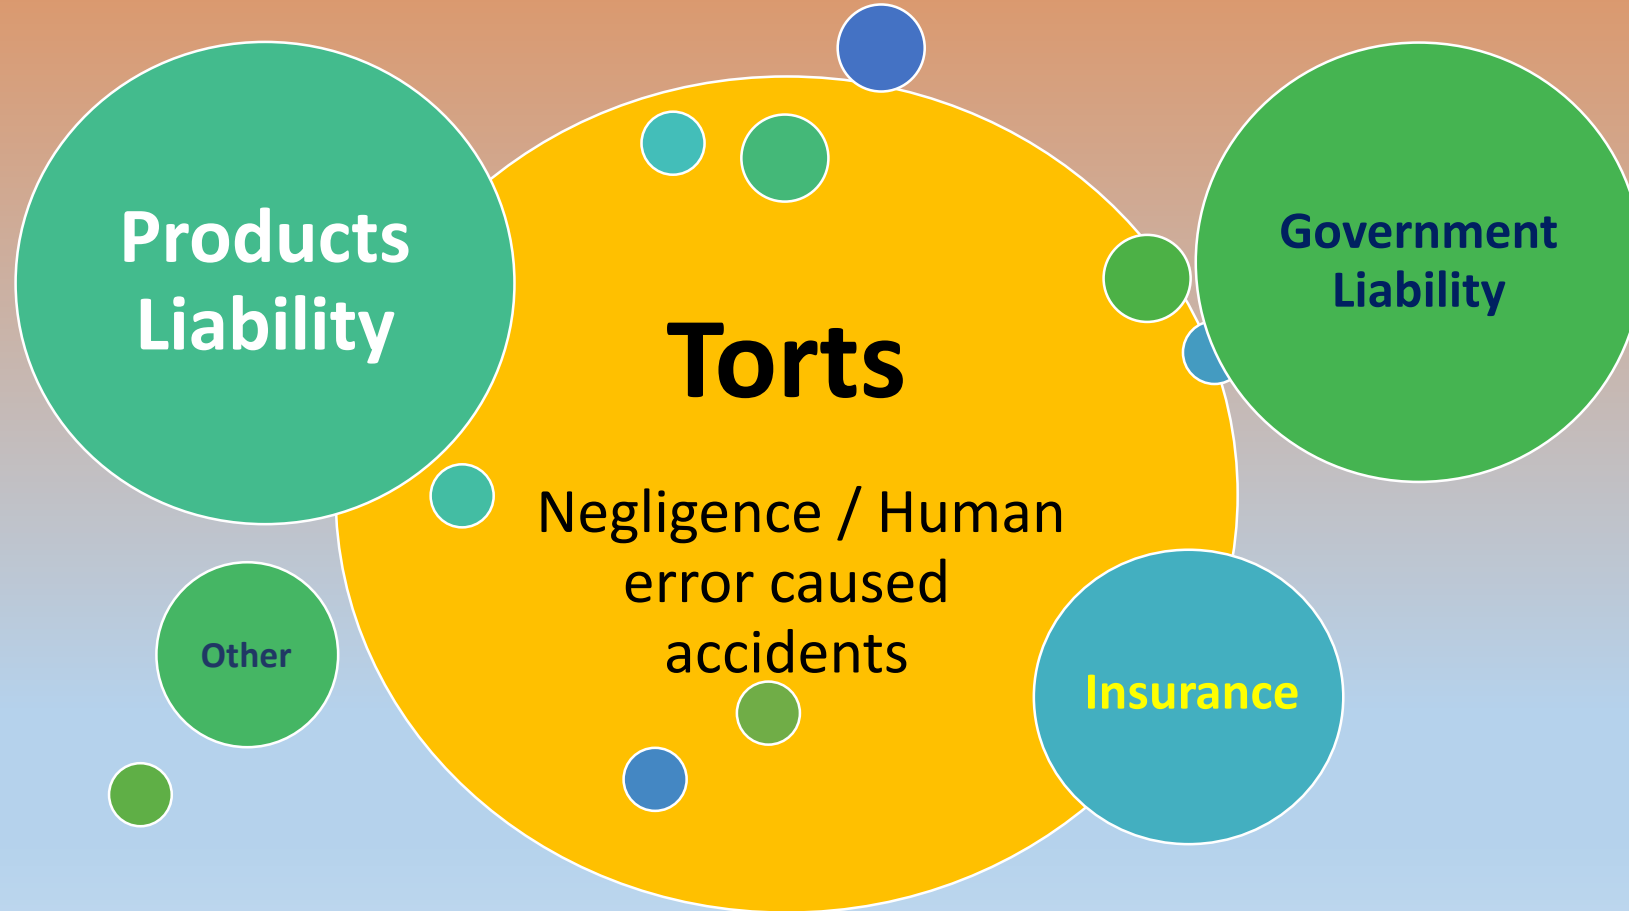 Products
Liability
Government
Liability
Torts
Negligence / Human
error caused
accidents
Other
Insurance